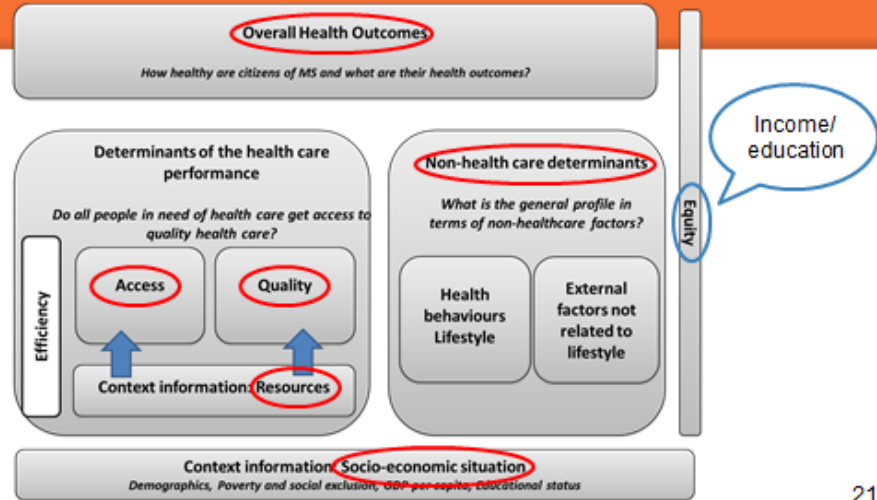 Overall Health Outcomes
How healthy are citizens of MS and what are their health outcomes?
Determinants of the health care
performance
Do all people in need of health care get access to
quality health care?
Efficiency
Access
Quality
Context information: Resources
Non-health care determinants
What is the general profile in
terms of non-healthcare factors?
Health
behaviours
Lifestyle
External
factors not
related to
lifestyle
Equity
Income/
education
Context information: Socio-economic situation
Demographics, Poverty and social exclusion, GDP per capita, Educational status
21